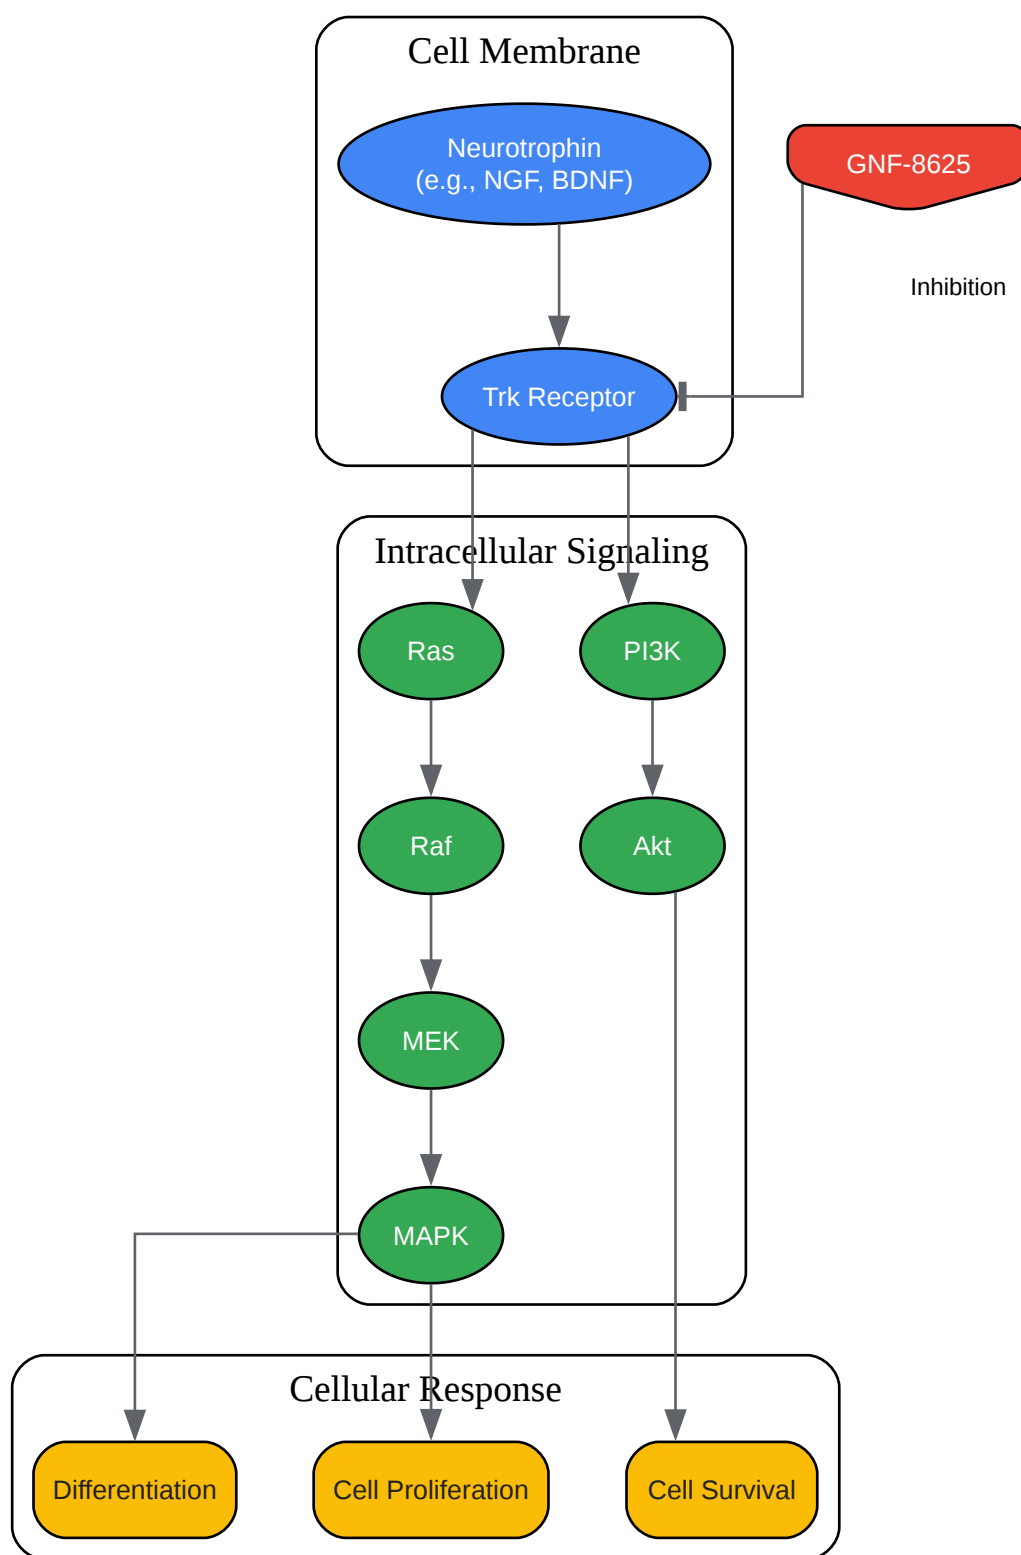 Cell Membrane
Neurotrophin
(e.g., NGF, BDNF)
GNF-8625
Inhibition
Trk Receptor
Intracellular Signaling
Ras
PI3K
Raf
Akt
MEK
MAPK
Cellular Response
Differentiation
Cell Proliferation
Cell Survival